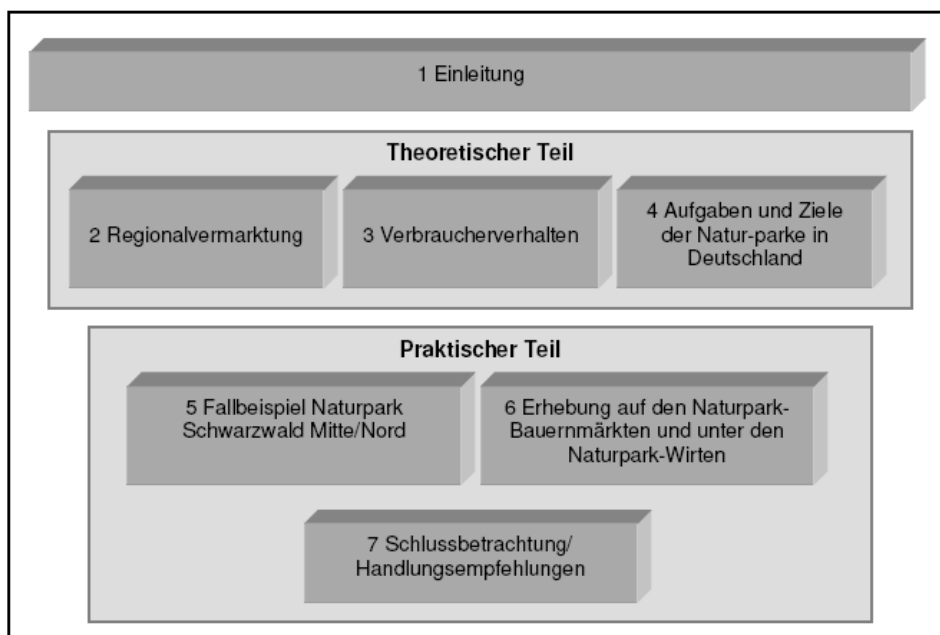 1 Einleitung
Theoretischer Teil
2 Regionalvermarktung
3 Verbraucherverhalten
4 Aufgaben und Ziele
der Natur-parke in
Deutschland
Praktischer Teil
5 Fallbeispiel Naturpark
Schwarzwald Mitte/Nord
6 Erhebung auf den Naturpark-
Bauernmärkten und unter den
Naturpark-Wirten
7 Schlussbetrachtung/
Handlungsempfehlungen